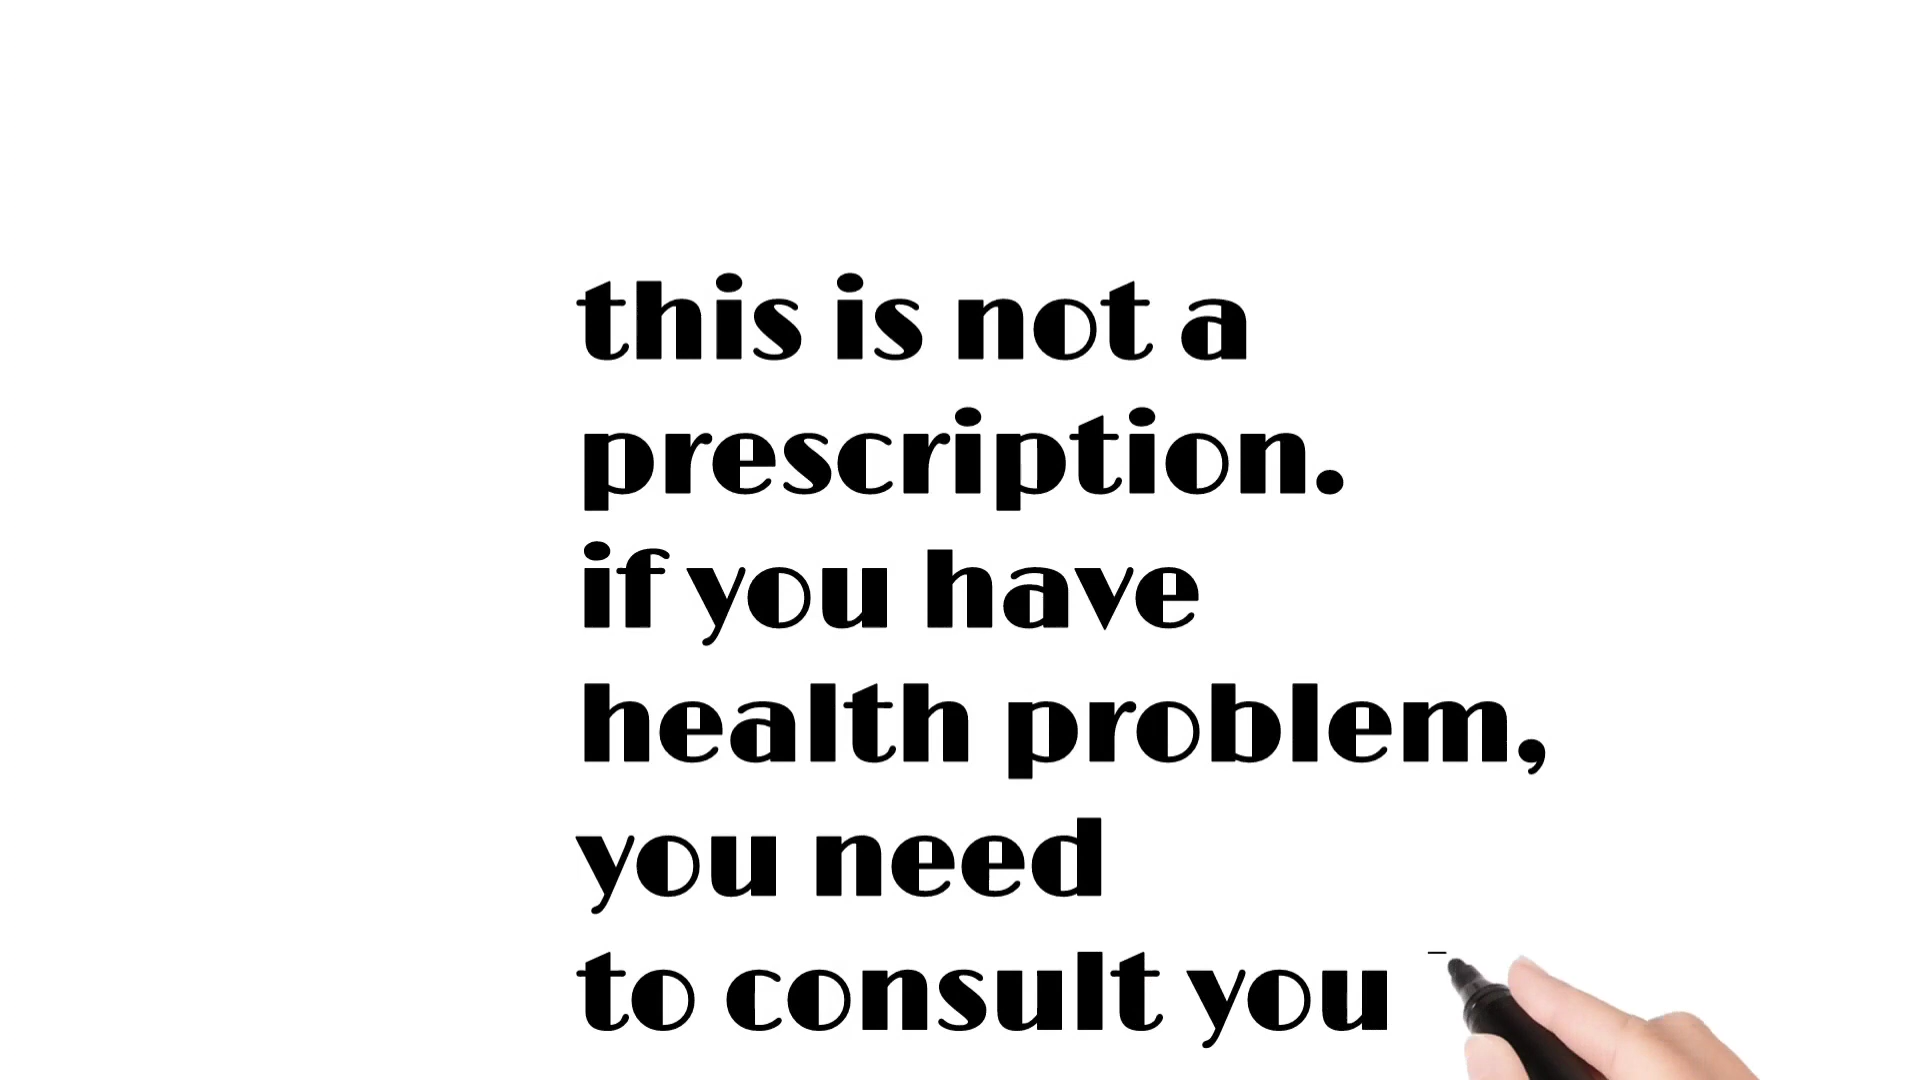 this is not a
prescription.
if you have
health problem,
you need
to consult you